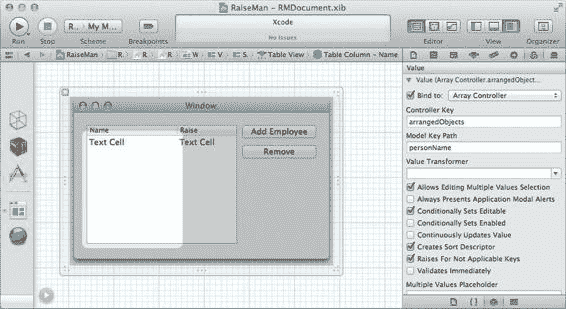 RaiseMan — RMDocument.xib
Run
Stop
R.. › My M...
Scheme
Breakpoints
Xcode
No Issues
Editor
View
Organizer
RaiseMan
R...
R...
R...
Table View
Table Column – Name
Window
Name
Raise
Text Cell
Text Cell
Add Employee
Remove
Value
Value (Array Controller.arrangedObject...
Bind to:
Array Controller
Controller Key
arrangedObjects
Model Key Path
personName
Value Transformer
Allows Editing Multiple Values Selection
Always Presents Application Modal Alerts
Conditionally Sets Editable
Conditionally Sets Enabled
Continuously Updates Value
Creates Sort Descriptor
Raises For Not Applicable Keys
Validates Immediately
Multiple Values Placeholder